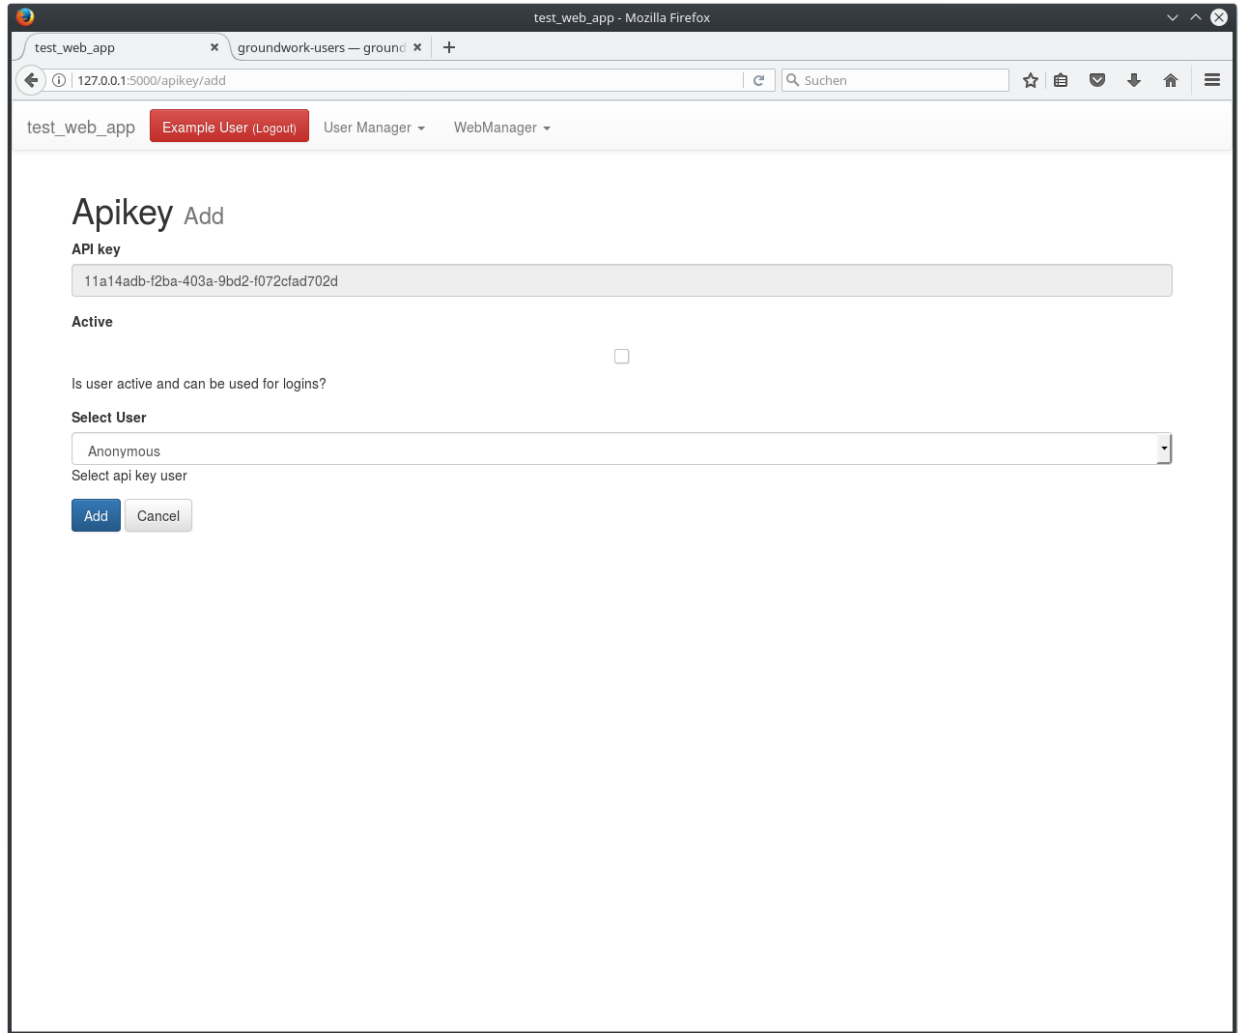 test_web_app - Mozilla Firefox
test_web_app groundwork-users — ground
127.0.0.1:5000/apikey/add Suchen
test_web_app Example User (Logout) User Manager WebManager
Apikey Add
API key
11a14adb-f2ba-403a-9bd2-f072cfad702d
Active
Is user active and can be used for logins?
Select User
Anonymous
Select api key user
Add Cancel